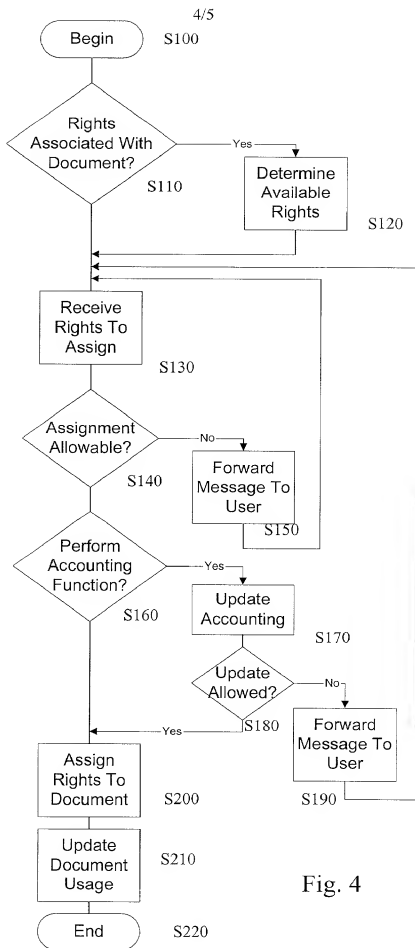 4/5
Begin
S100
Rights
Associated With
Document?
S110
Yes
Determine
Available
Rights
S120
Receive
Rights To
Assign
S130
Assignment
Allowable?
S140
No
Forward
Message To
User
S150
Perform
Accounting
Function?
S160
Yes
Update
Accounting
S170
Update
Allowed?
S180
No
Forward
Message To
User
S190
Yes
Assign
Rights To
Document
S200
Update
Document
Usage
S210
Fig. 4
End
S220